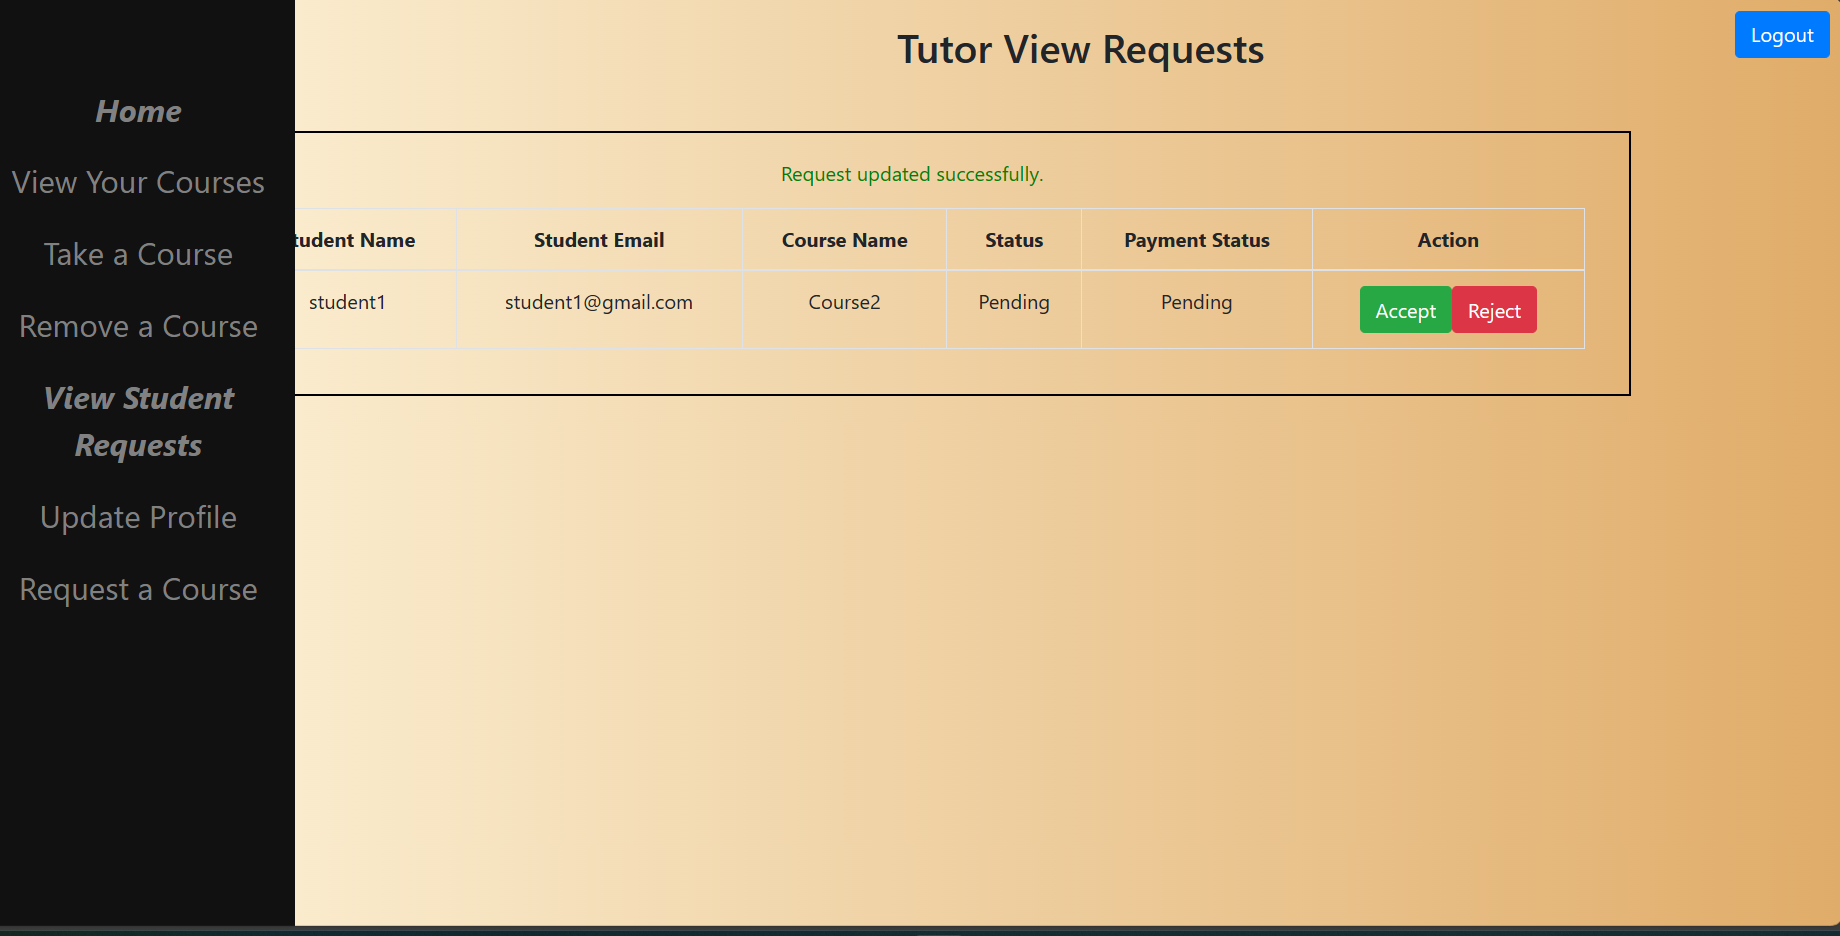 Logout
Tutor View Requests
Home
View Your Courses
Take a Course
Remove a Course
View Student
Requests
Update Profile
Request a Course
Request updated successfully.
tudent Name Student Email Course Name Status Payment Status Action
student1 student1@gmail.com Course2 Pending Pending Accept Reject